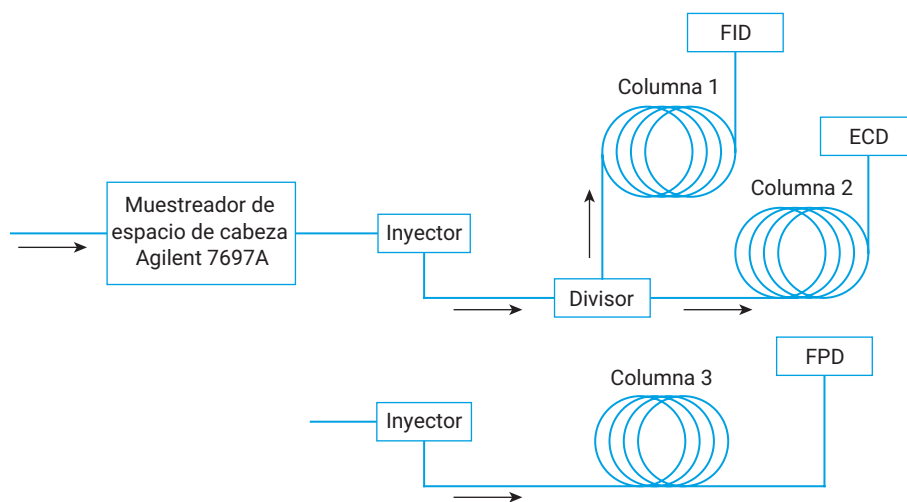 FID
Columna 1
ECD
Columna 2
Muestreador de
espacio de cabeza
Agilent 7697A
Inyector
Divisor
FPD
Columna 3
Inyector